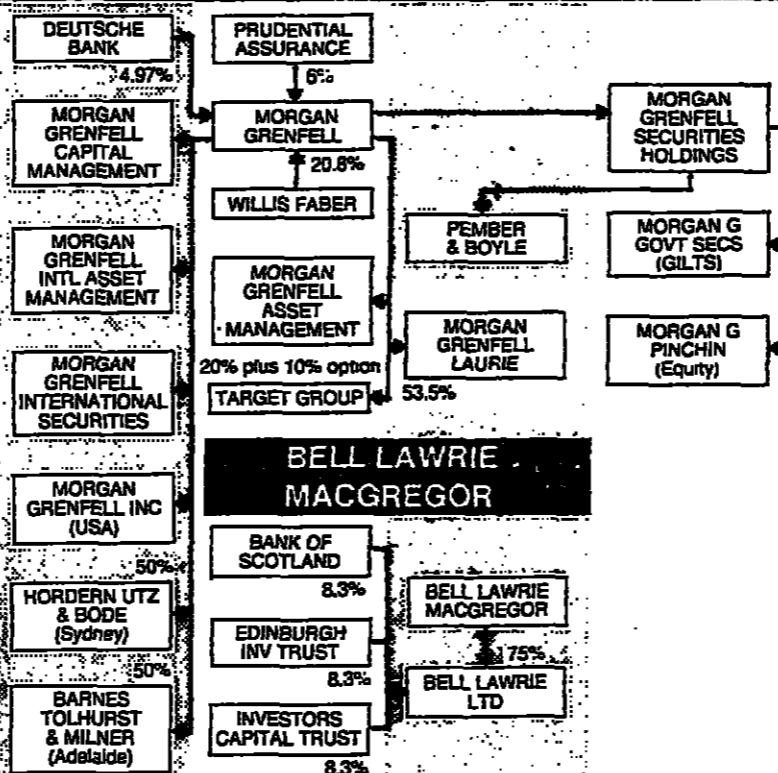 DEUTSCHE
BANK
4.97%
PRUDENTIAL
ASSURANCE
6%
MORGAN
GRENFELL
20.8%
WILLIS FABER
MORGAN
GRENFELL
CAPITAL
MANAGEMENT
MORGAN
GRENFELL
INTL ASSET
MANAGEMENT
MORGAN
GRENFELL
INTERNATIONAL
SECURITIES
MORGAN
GRENFELL INC
(USA)
50%
HORDERN UTZ
& BODE
(Sydney)
50%
BARNES
TOLHURST
& MILNER
(Adelaide)
MORGAN
GRENFELL
ASSET
MANAGEMENT
20% plus 10% option
TARGET GROUP
MORGAN
GRENFELL
SECURITIES
HOLDINGS
PEMBER
& BOYLE
MORGAN
GRENFELL
LAURIE
53.5%
MORGAN G
GOVT SECS
(GILTS)
MORGAN G
PINCHIN
(Equity)
BELL LAWRIE
MACGREGOR
BANK OF
SCOTLAND
8.3%
EDINBURGH
INV TRUST
8.3%
INVESTORS
CAPITAL TRUST
8.3%
BELL LAWRIE
MACGREGOR
75%
BELL LAWRIE
LTD